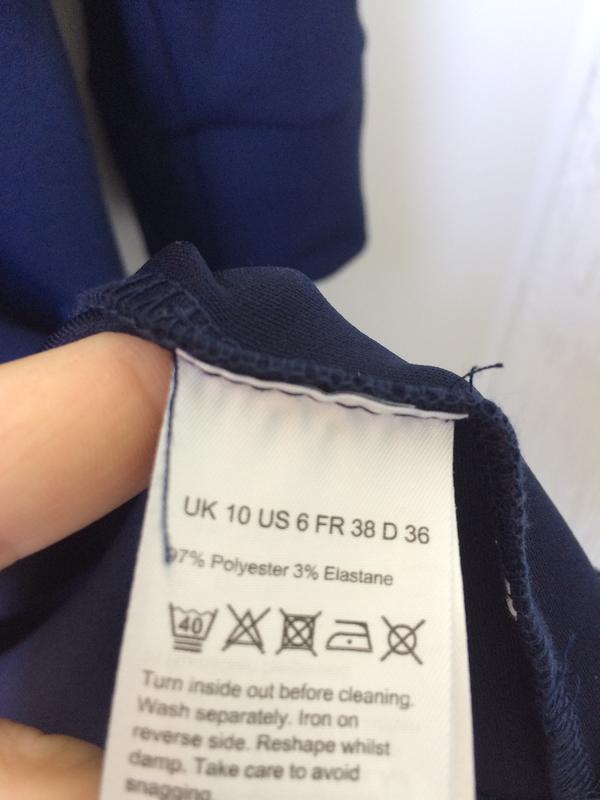 UK 10 US 6 FR 38 D 36
97% Polyester 3% Elastane
40
Turn inside out before cleaning.
Wash separately. Iron on
reverse side. Reshape whilst
damp. Take care to avoid
snagging.